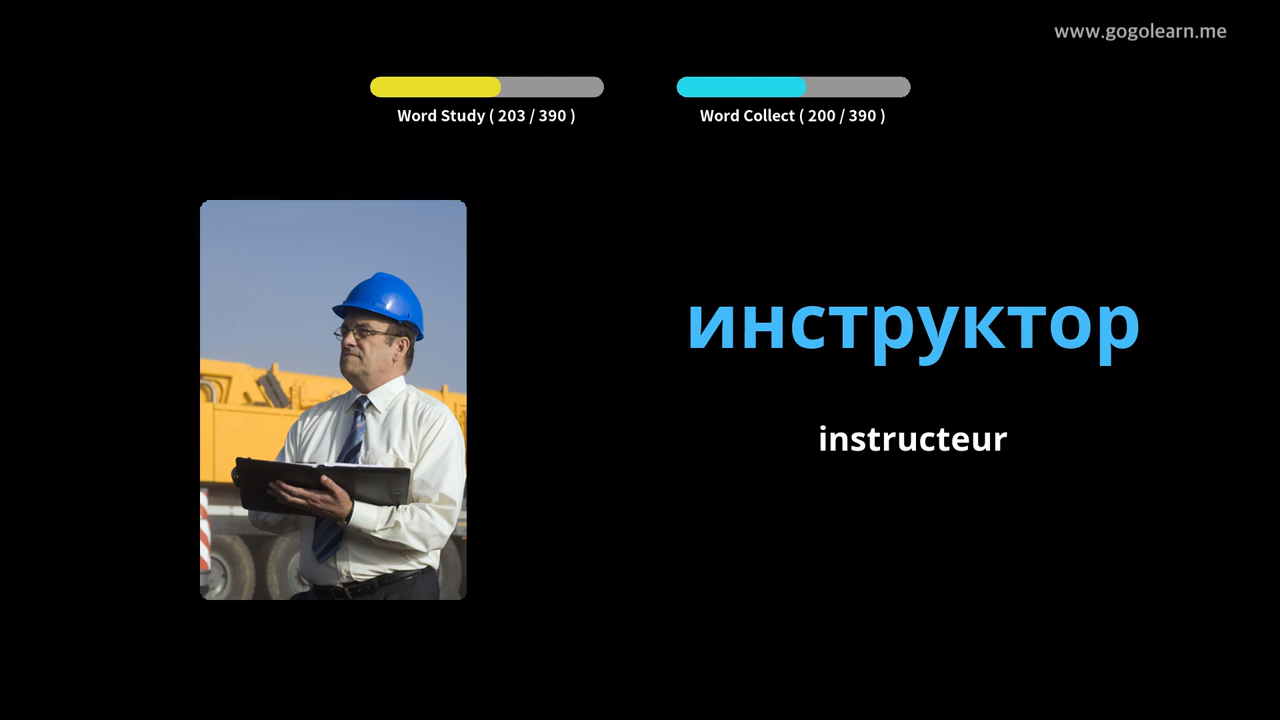 www.gogolearn.me
Word Study ( 203 / 390 )
Word Collect ( 200 / 390 )
инструктор
instructeur